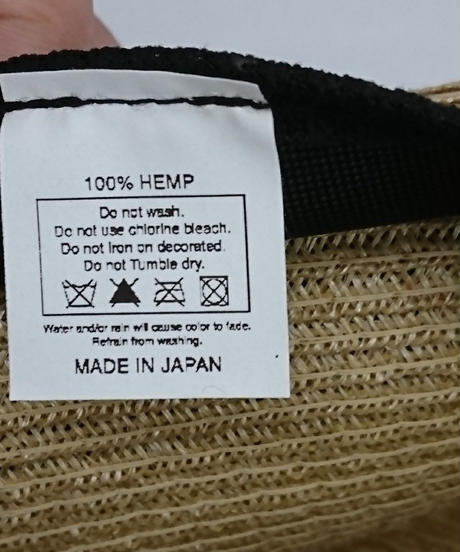 100% HEMP
Do not wash.
Do not use chlorine bleach.
Do not Iron on decorated.
Do not Tumble dry.
Water and/or rain will cause color to fade.
Refrain from washing.
MADE IN JAPAN